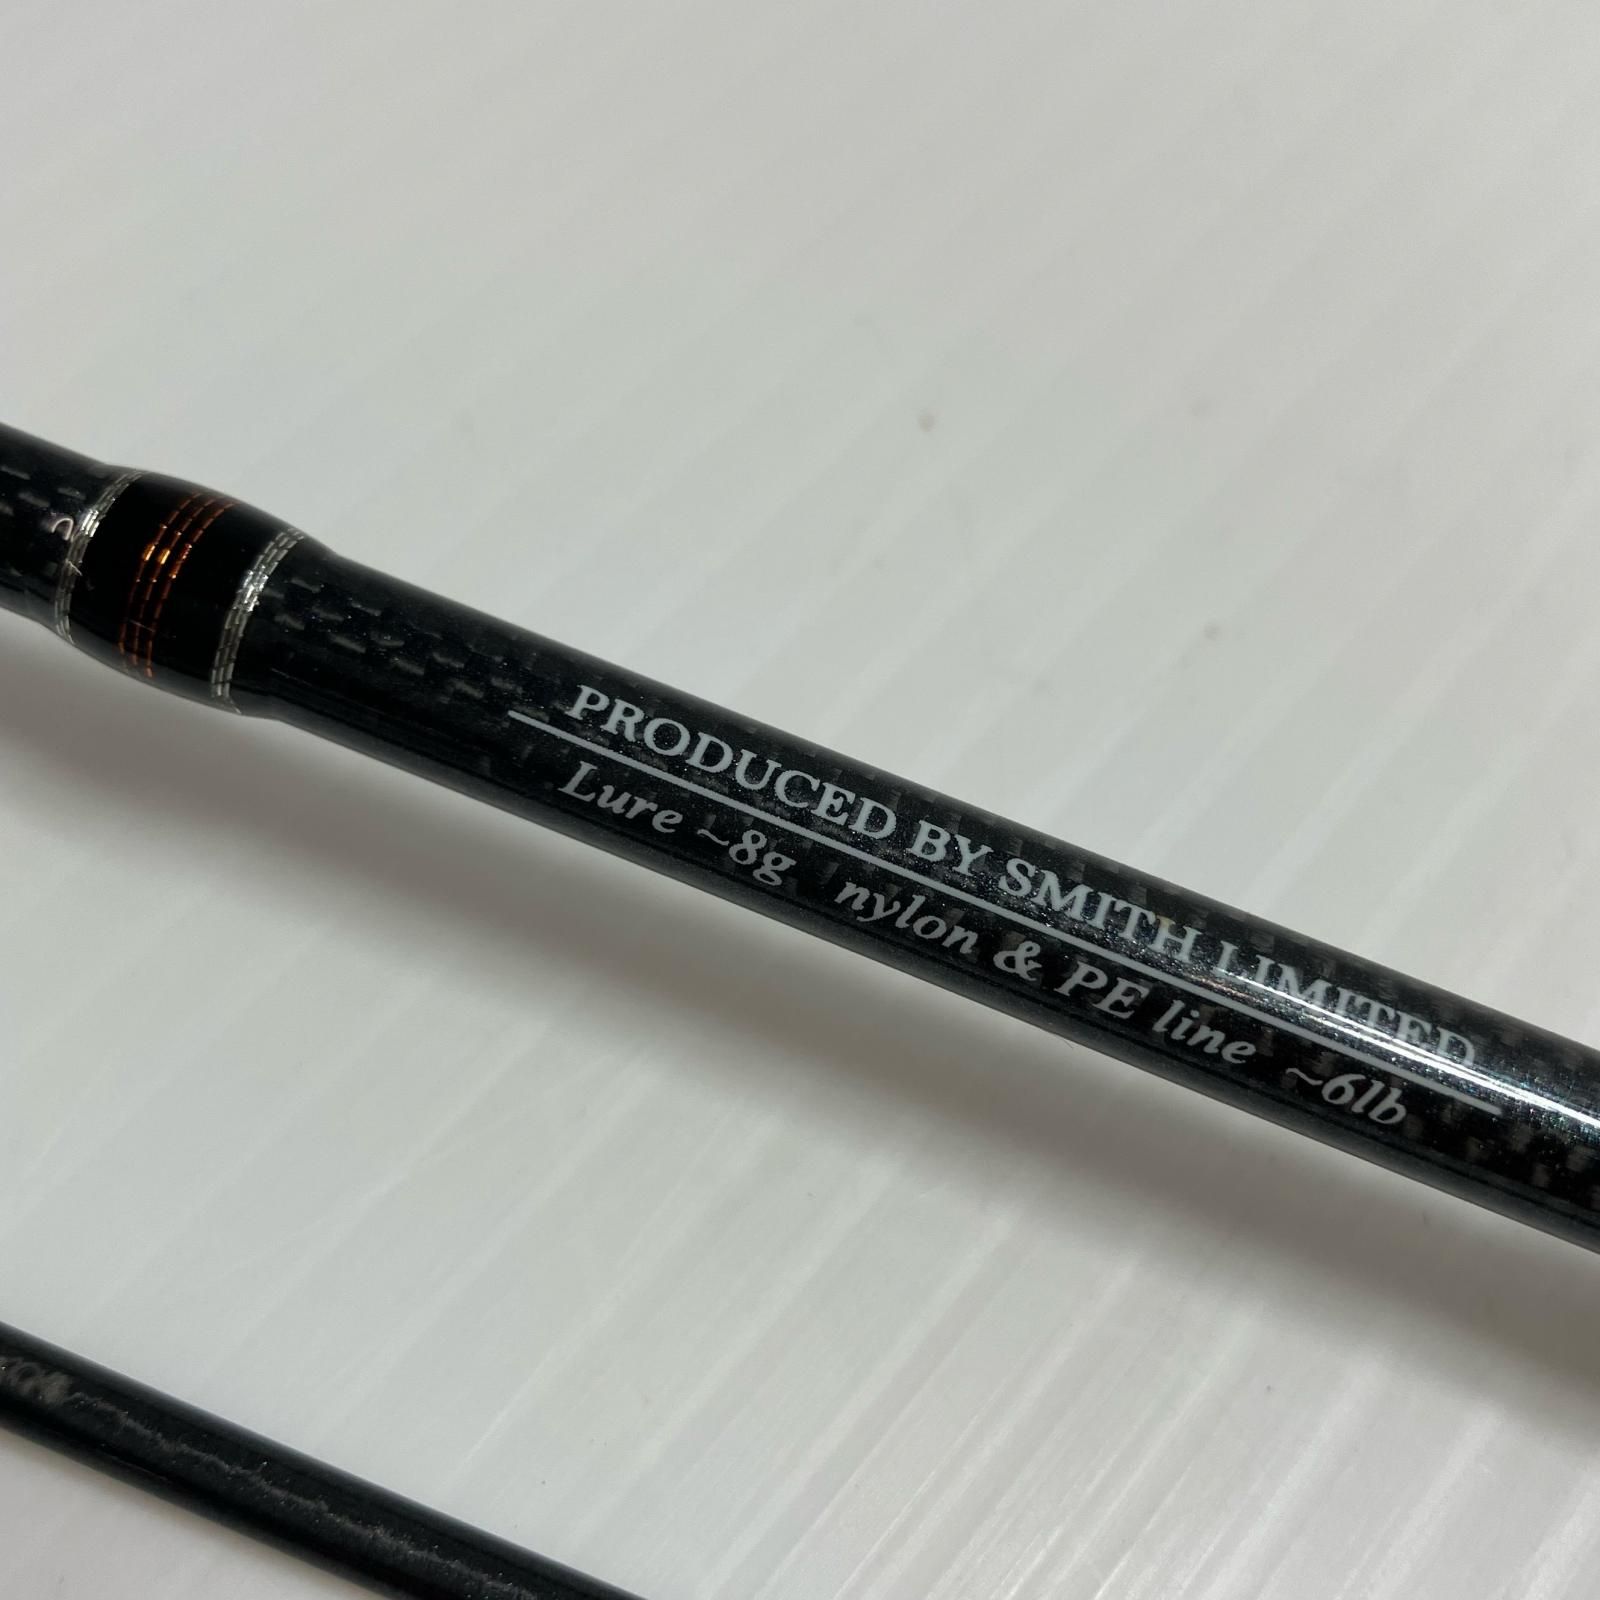 PRODUCED BY SMITH LIMITED
Lure ~8g nylon & PE line ~6lb